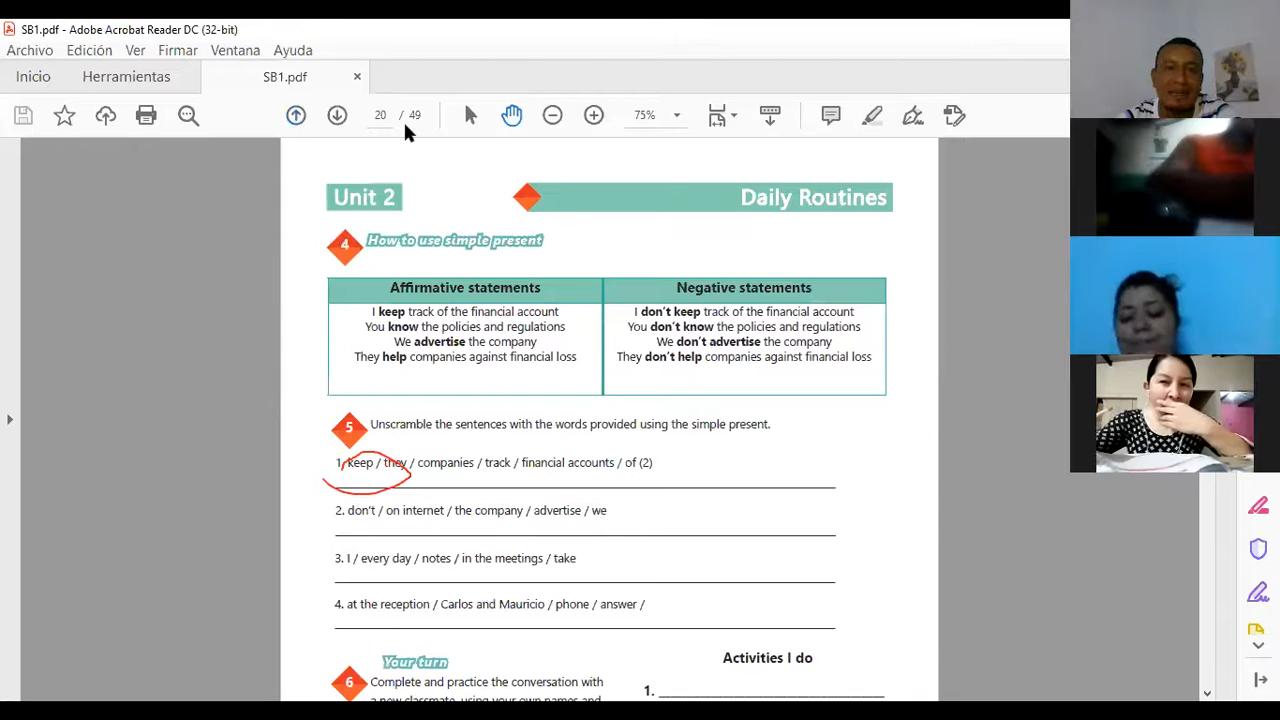 SB1.pdf - Adobe Acrobat Reader DC (32-bit)
Archivo Edición Ver Firmar Ventana Ayuda
Inicio Herramientas SB1.pdf ×
20 / 49 75%
Unit 2 Daily Routines
4 How to use simple present
Affirmative statements Negative statements
I keep track of the financial account I don't keep track of the financial account
You know the policies and regulations You don't know the policies and regulations
We advertise the company We don't advertise the company
They help companies against financial loss They don't help companies against financial loss
5 Unscramble the sentences with the words provided using the simple present.
1. keep / they / companies / track / financial accounts / of (2)
2. don't / on internet / the company / advertise / we
3. I / every day / notes / in the meetings / take
4. at the reception / Carlos and Mauricio / phone / answer /
Your turn Activities I do
6 Complete and practice the conversation with 1.
a new classmate, using your own names and